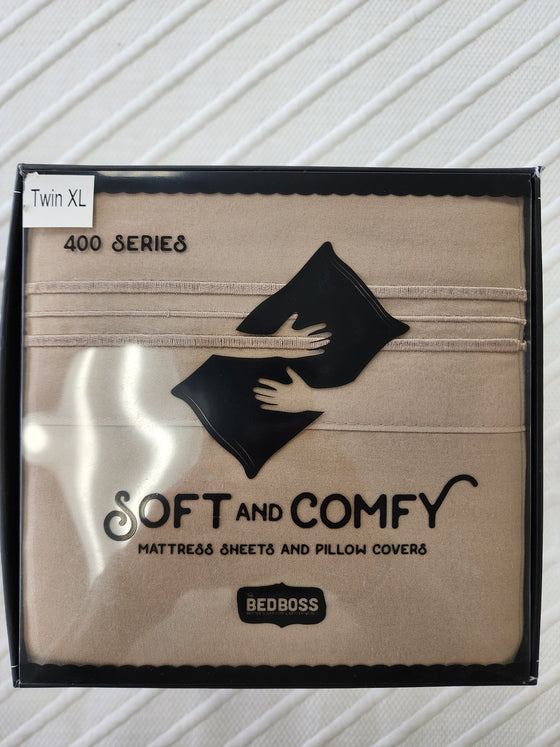 Twin XL
400 SERIES
SOFT AND COMFY
MATTRESS SHEETS AND PILLOW COVERS
BEDBOSS